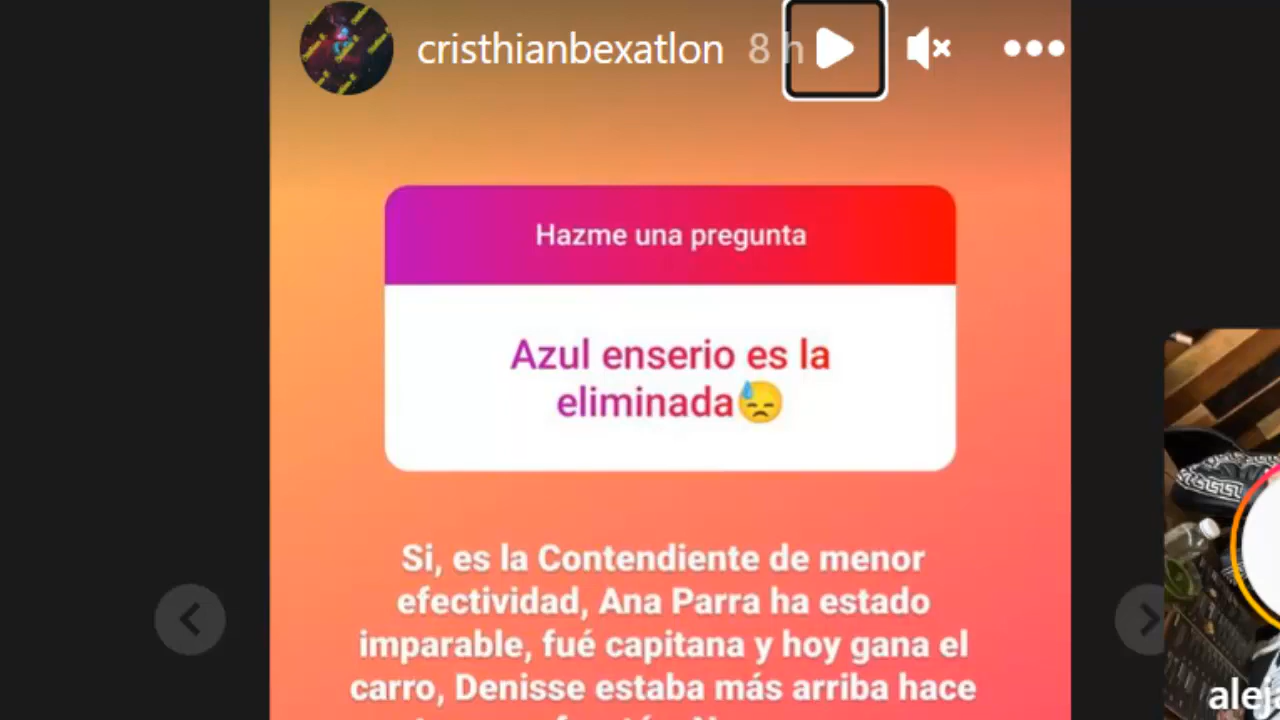 cristhianbexatlon 8 h
Hazme una pregunta
Azul enserio es la
eliminada😓
Si, es la Contendiente de menor
efectividad, Ana Parra ha estado
imparable, fué capitana y hoy gana el
carro, Denisse estaba más arriba hace
alej